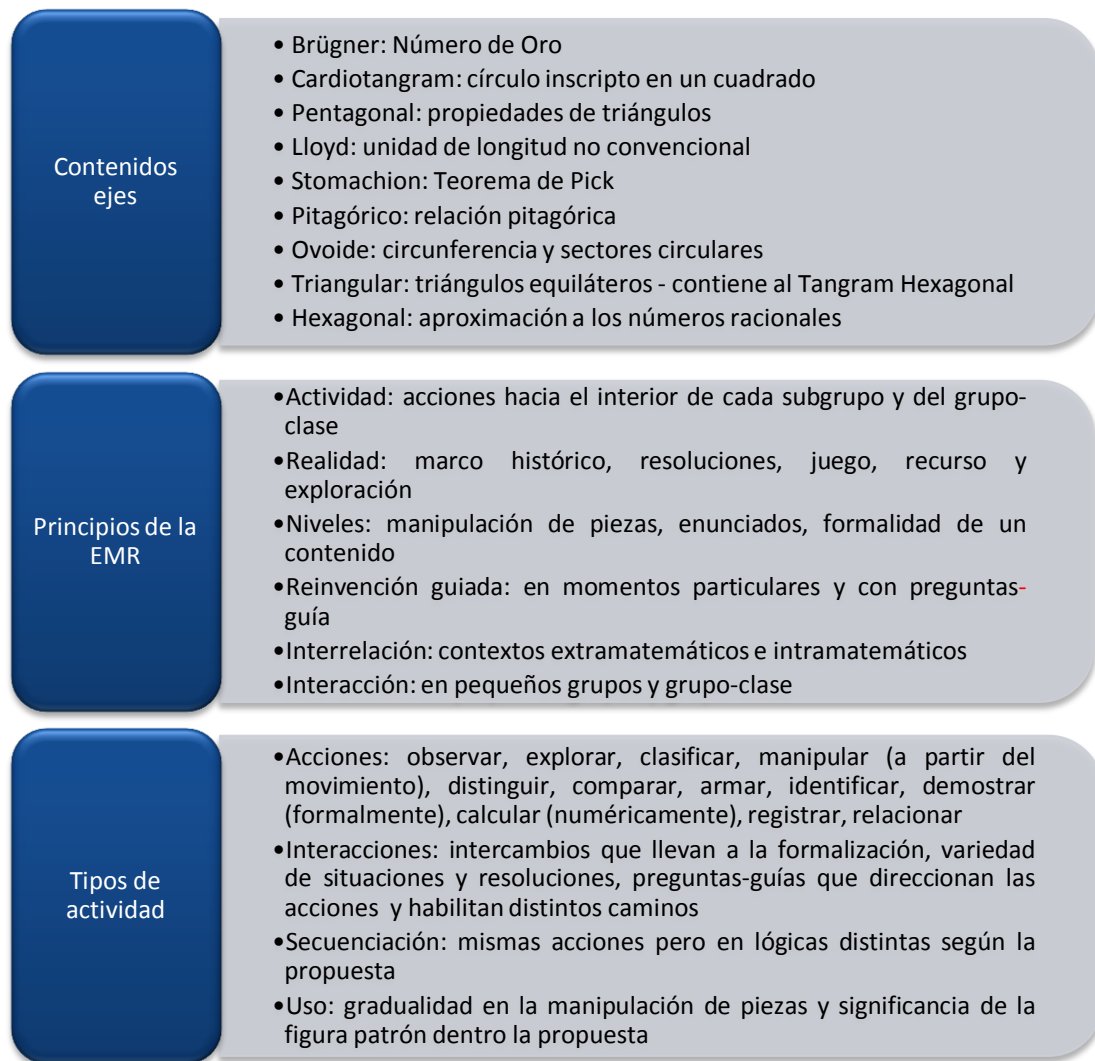 Contenidos
ejes
• Brügner: Número de Oro
• Cardiotangram: círculo inscripto en un cuadrado
• Pentagonal: propiedades de triángulos
• Lloyd: unidad de longitud no convencional
• Stomachion: Teorema de Pick
• Pitagórico: relación pitagórica
• Ovoide: circunferencia y sectores circulares
• Triangular: triángulos equiláteros - contiene al Tangram Hexagonal
• Hexagonal: aproximación a los números racionales
Principios de la
EMR
•Actividad: acciones hacia el interior de cada subgrupo y del grupo-
clase
•Realidad: marco histórico, resoluciones, juego, recurso y
exploración
•Niveles: manipulación de piezas, enunciados, formalidad de un
contenido
•Reinvención guiada: en momentos particulares y con preguntas-
guía
•Interrelación: contextos extramatemáticos e intramatemáticos
•Interacción: en pequeños grupos y grupo-clase
Tipos de
actividad
•Acciones: observar, explorar, clasificar, manipular (a partir del
movimiento), distinguir, comparar, armar, identificar, demostrar
(formalmente), calcular (numéricamente), registrar, relacionar
•Interacciones: intercambios que llevan a la formalización, variedad
de situaciones y resoluciones, preguntas-guías que direccionan las
acciones y habilitan distintos caminos
•Secuenciación: mismas acciones pero en lógicas distintas según la
propuesta
•Uso: gradualidad en la manipulación de piezas y significancia de la
figura patrón dentro la propuesta